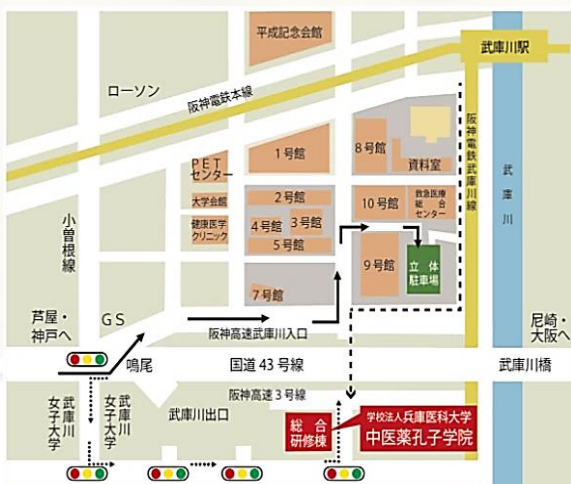 平成記念会館
武庫川駅
ローソン
阪神電鉄本線
1号館
8号館
資料室
PET
センター
大学会館
健康医学
クリニック
2号館
4号館
3号館
5号館
10号館
救急医療
総合
センター
9号館
立体
駐車場
7号館
阪神電鉄武庫川線
武庫川
小曽根線
芦屋・
神戸へ
GS
阪神高速武庫川入口
尼崎・
大阪へ
鳴尾
国道43号線
武庫川橋
阪神高速3号線
武庫川
女子大学
武庫川
女子大学
武庫川出口
総合
研修棟
学校法人兵庫医科大学
中医薬孔子学院